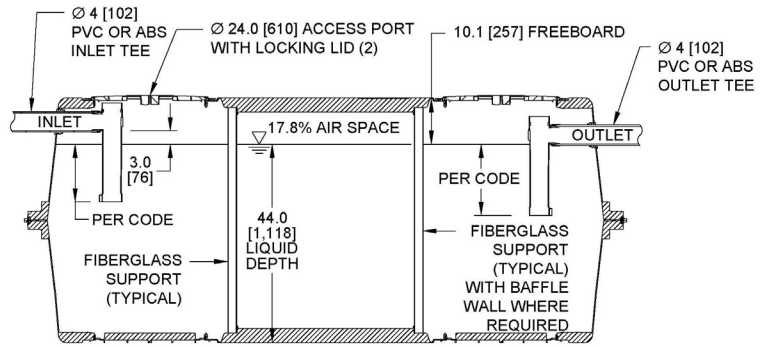 Ø 4 [102]
PVC OR ABS
INLET TEE
Ø 24.0 [610] ACCESS PORT
WITH LOCKING LID (2)
10.1 [257] FREEBOARD
Ø 4 [102]
PVC OR ABS
OUTLET TEE
INLET
17.8% AIR SPACE
OUTLET
3.0
[76]
PER CODE
PER CODE
44.0
[1,118]
LIQUID
DEPTH
FIBERGLASS
SUPPORT
(TYPICAL)
FIBERGLASS
SUPPORT
(TYPICAL)
WITH BAFFLE
WALL WHERE
REQUIRED